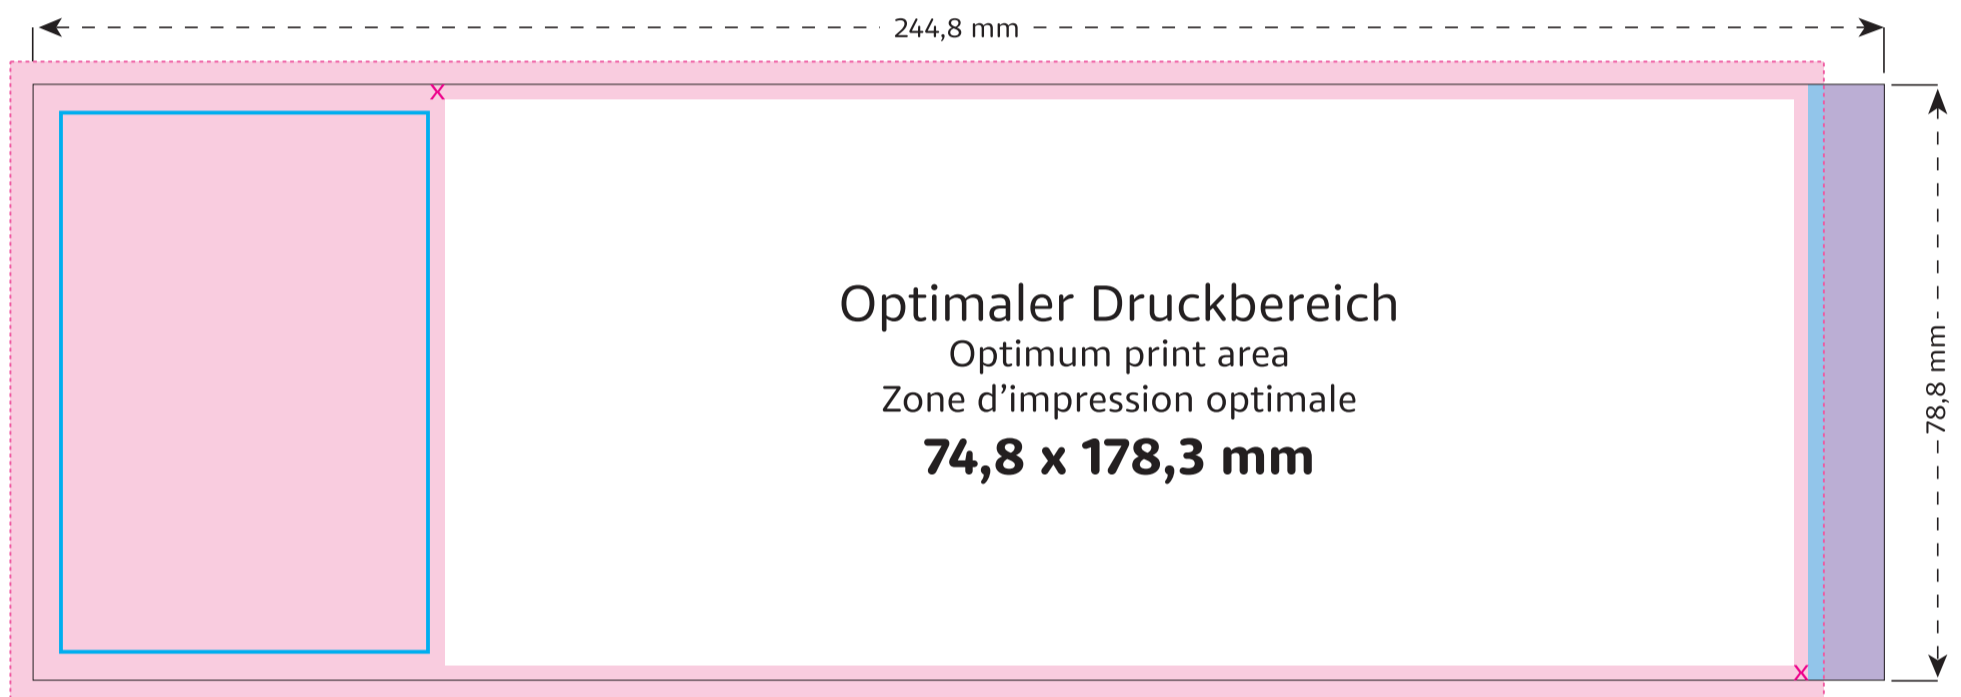 244,8 mm
x
Optimaler Druckbereich
Optimum print area
Zone d’impression optimale
74,8 x 178,3 mm
78,8 mm
x